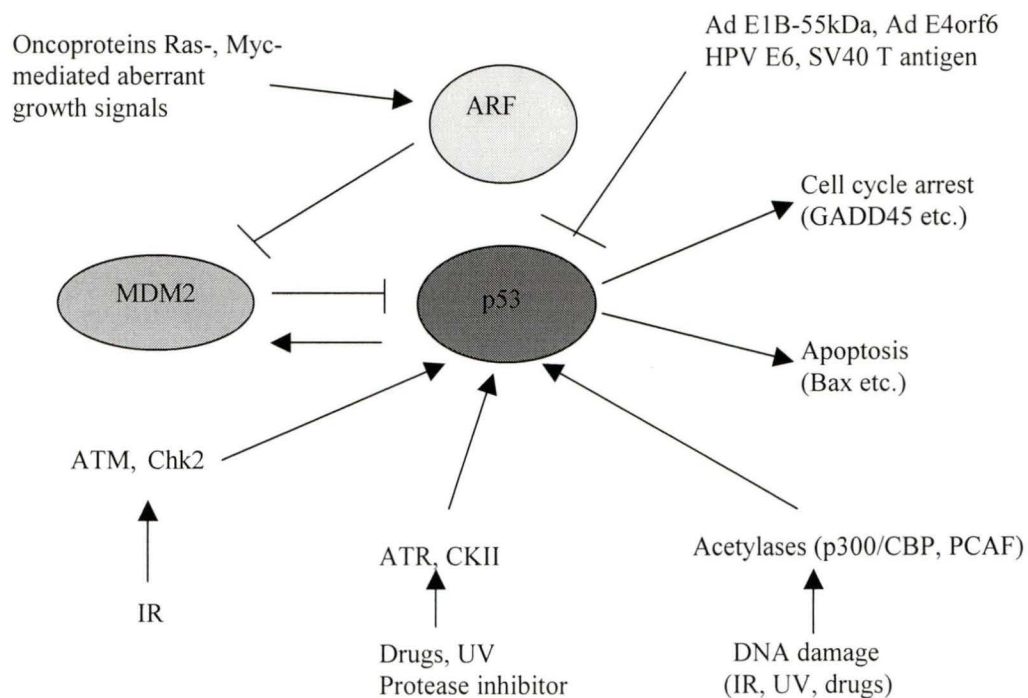 Oncoproteins Ras-, Myc-
mediated aberrant
growth signals
Ad E1B-55kDa, Ad E4orf6
HPV E6, SV40 T antigen
ARF
Cell cycle arrest
(GADD45 etc.)
MDM2
p53
Apoptosis
(Bax etc.)
ATM, Chk2
IR
ATR, CKII
Drugs, UV
Protease inhibitor
Acetylases (p300/CBP, PCAF)
DNA damage
(IR, UV, drugs)